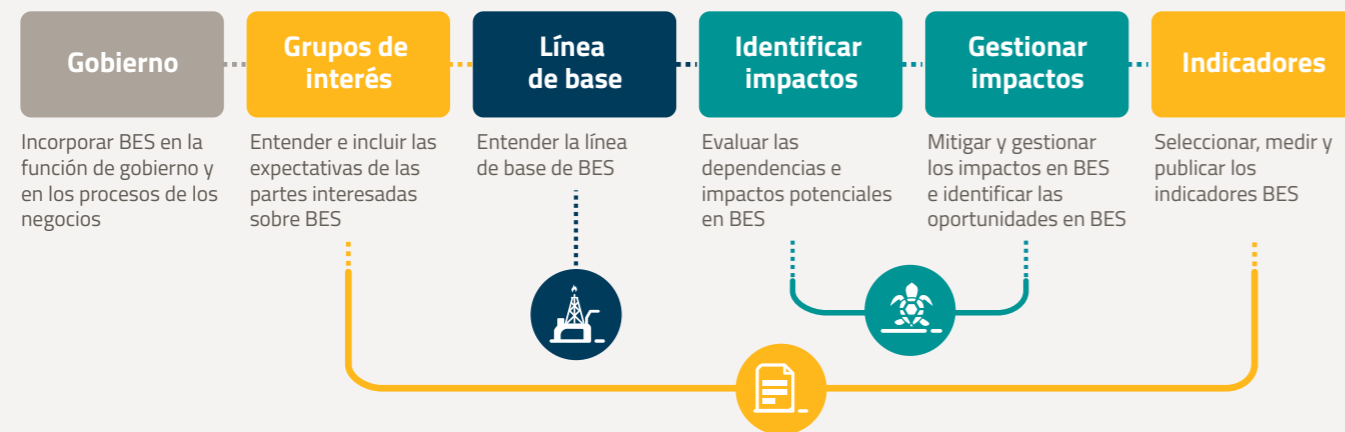 Gobierno
Incorporar BES en la
función de gobierno y
en los procesos de los
negocios
Grupos de
interés
Entender e incluir las
expectativas de las
partes interesadas
sobre BES
Línea
de base
Entender la línea
de base de BES
Identificar
impactos
Evaluar las
dependencias e
impactos potenciales
en BES
Gestionar
impactos
Mitigar y gestionar
los impactos en BES
e identificar las
oportunidades en BES
Indicadores
Seleccionar, medir y
publicar los
indicadores BES